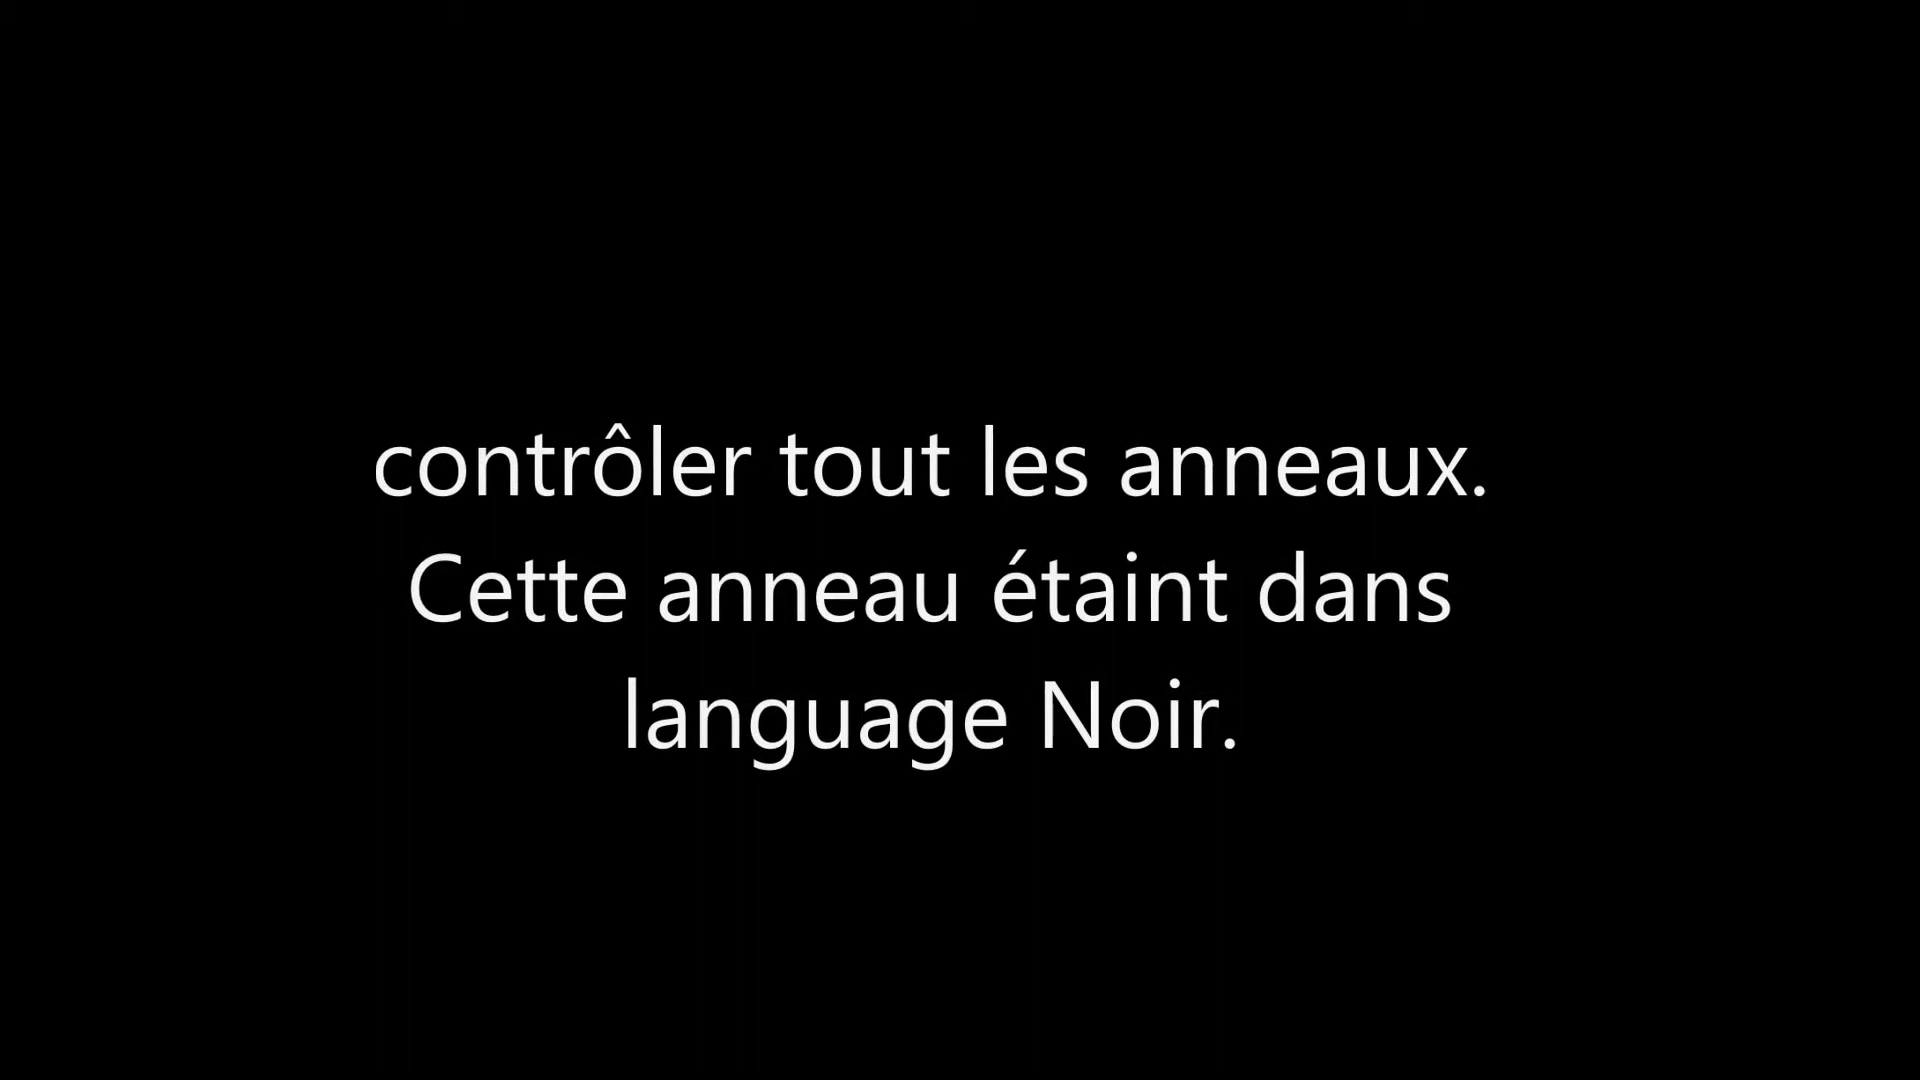 contrôler tout les anneaux.
Cette anneau étaint dans
language Noir.